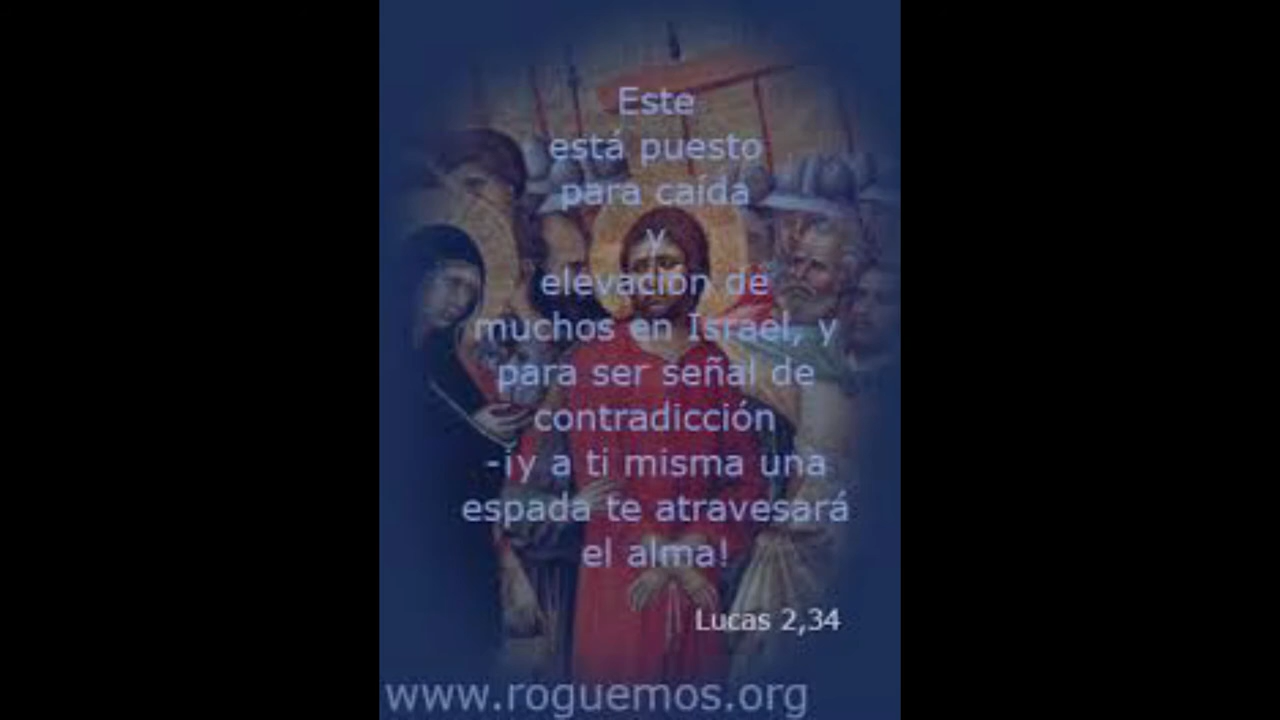 Este
está puesto
para caída
y
elevación de
muchos en Israel, y
para ser señal de
contradicción
-¡y a ti misma una
espada te atravesará
el alma!
Lucas 2,34
www.roguemos.org